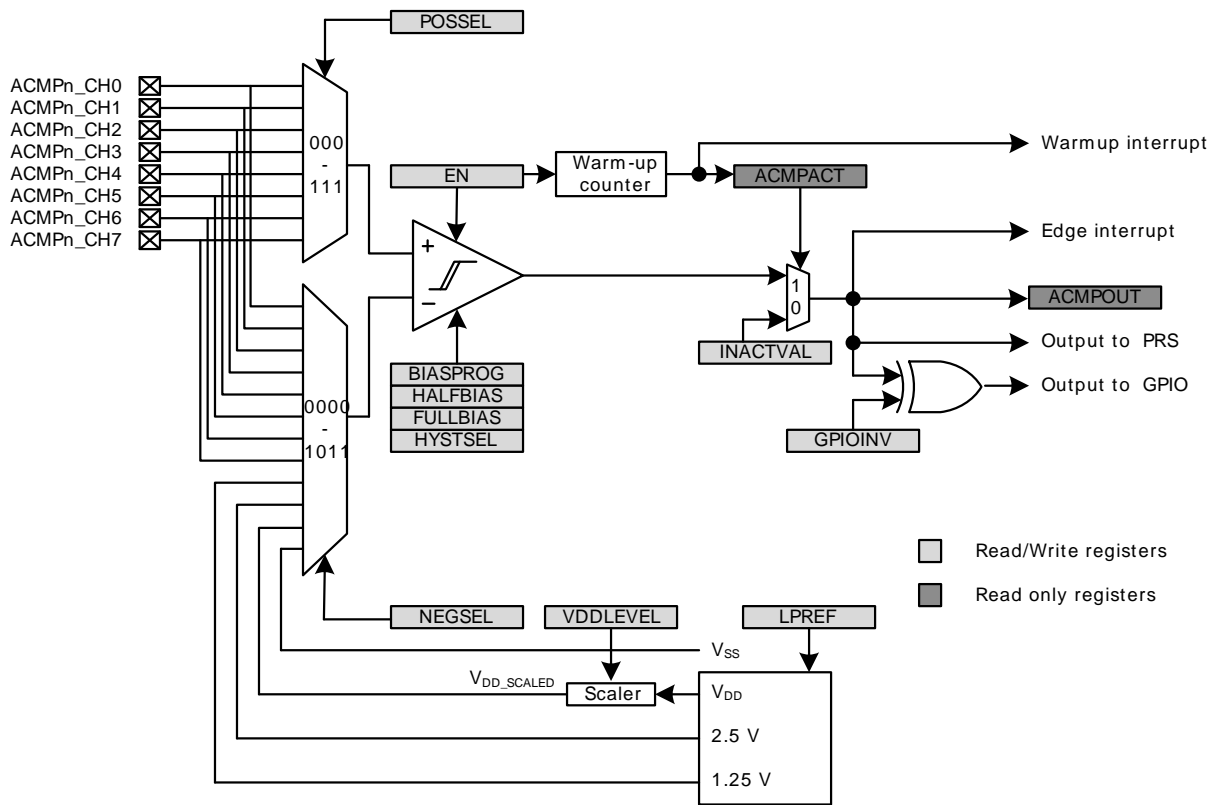 POSSEL
ACMPn_CH0
ACMPn_CH1
ACMPn_CH2
ACMPn_CH3
ACMPn_CH4
ACMPn_CH5
ACMPn_CH6
ACMPn_CH7
000
-
111
EN
Warm-up
counter
ACMPACT
Warmup interrupt
Edge interrupt
+
−
1
0
ACMPOUT
INACTVAL
Output to PRS
Output to GPIO
BIASPROG
HALFBIAS
FULLBIAS
HYSTSEL
0000
-
1011
GPIOINV
Read/Write registers
Read only registers
NEGSEL
VDDLEVEL
LPREF
VSS
VDD_SCALED
Scaler
VDD
2.5 V
1.25 V